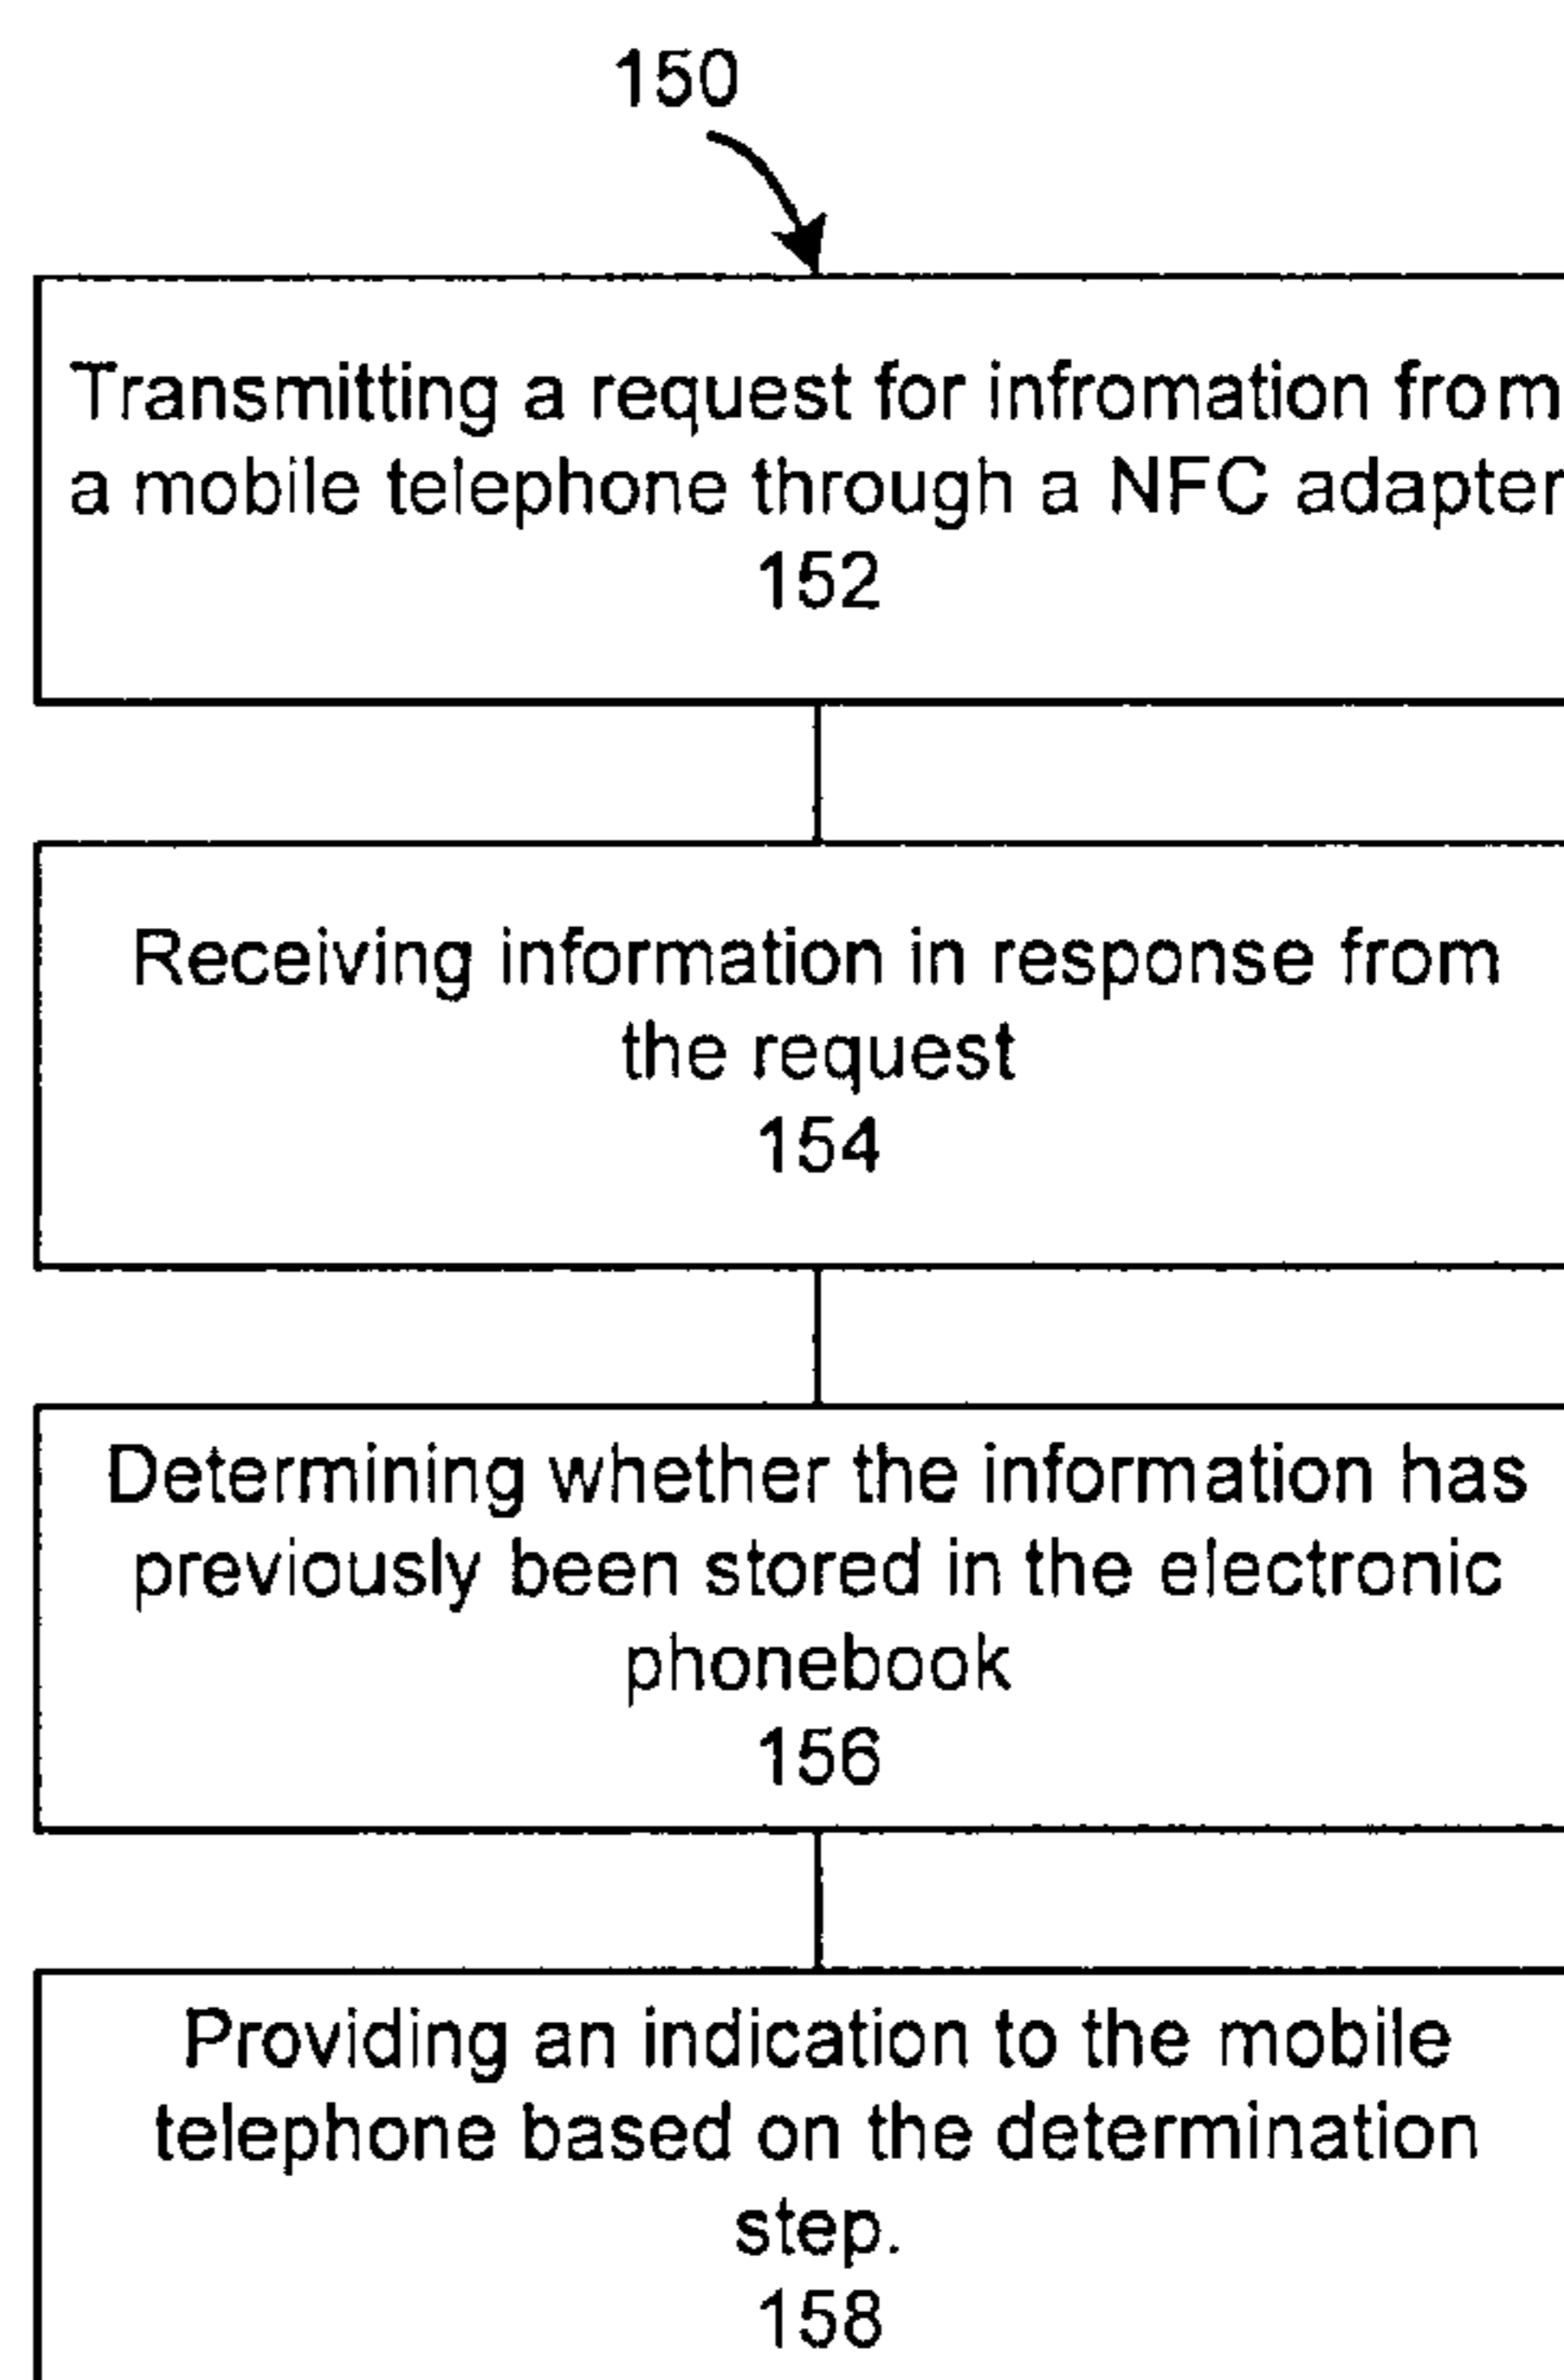 150
Transmitting a request for infromation from
a mobile telephone through a NFC adapter
152
Receiving information in response from
the request
154
Determining whether the information has
previously been stored in the electronic
phonebook
156
Providing an indication to the mobile
telephone based on the determination
step.
158